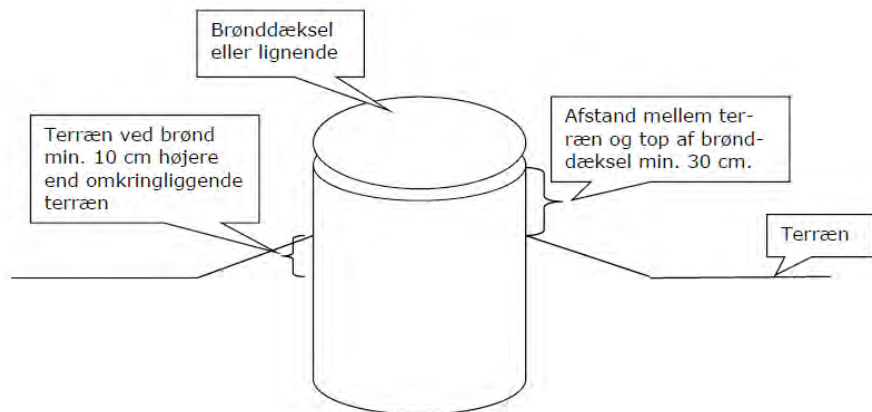 Brønddæksel
eller lignende
Terræn ved brønd
min. 10 cm højere
end omkringliggende
terræn
Afstand mellem ter-
ræn og top af brønd-
dæksel min. 30 cm.
Terræn